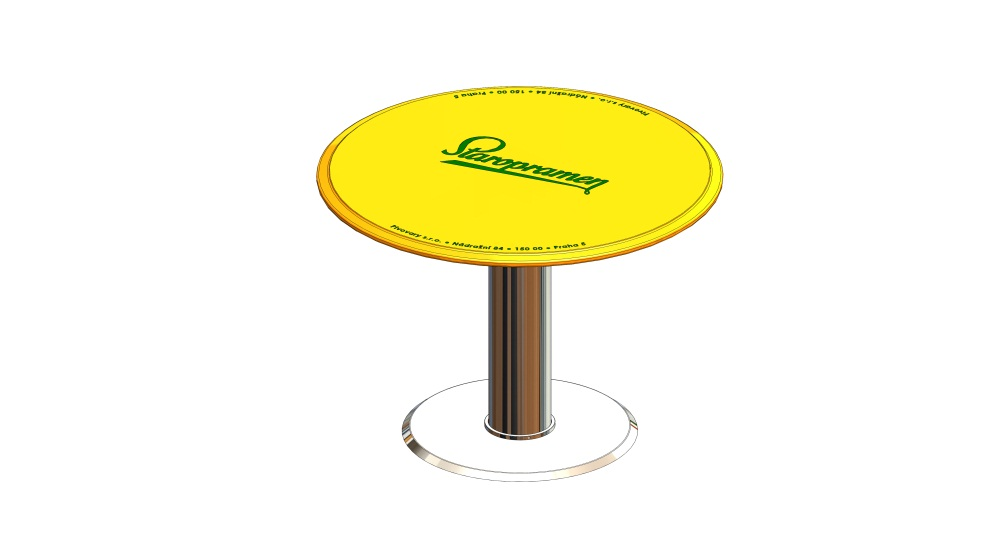 Pivovary s.r.o. • Nádražní 84 • 150 00 • Praha 5
Staropramen
Pivovary s.r.o. • Nádražní 84 • 150 00 • Praha 5